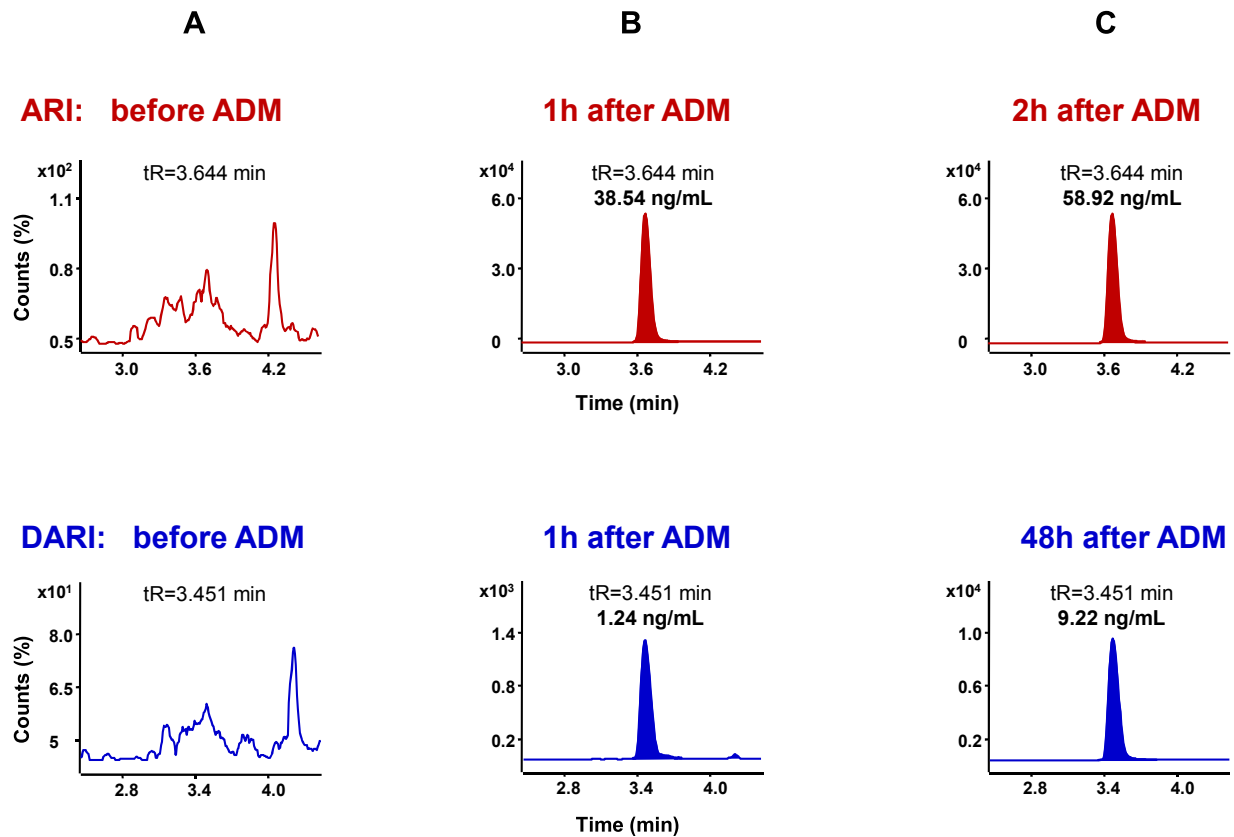 A
B
C
ARI: before ADM
1h after ADM
2h after ADM
x10²
tR=3.644 min
1.1
0.8
0.5
Counts (%)
3.0 3.6 4.2
x10⁴
tR=3.644 min
38.54 ng/mL
6.0
3.0
0
3.0 3.6 4.2
Time (min)
x10⁴
tR=3.644 min
58.92 ng/mL
6.0
3.0
0
3.0 3.6 4.2
DARI: before ADM
1h after ADM
48h after ADM
x10¹
tR=3.451 min
8.0
6.5
5
Counts (%)
2.8 3.4 4.0
x10³
tR=3.451 min
1.24 ng/mL
1.4
0.8
0.2
2.8 3.4 4.0
Time (min)
x10⁴
tR=3.451 min
9.22 ng/mL
1.0
0.6
0.2
2.8 3.4 4.0